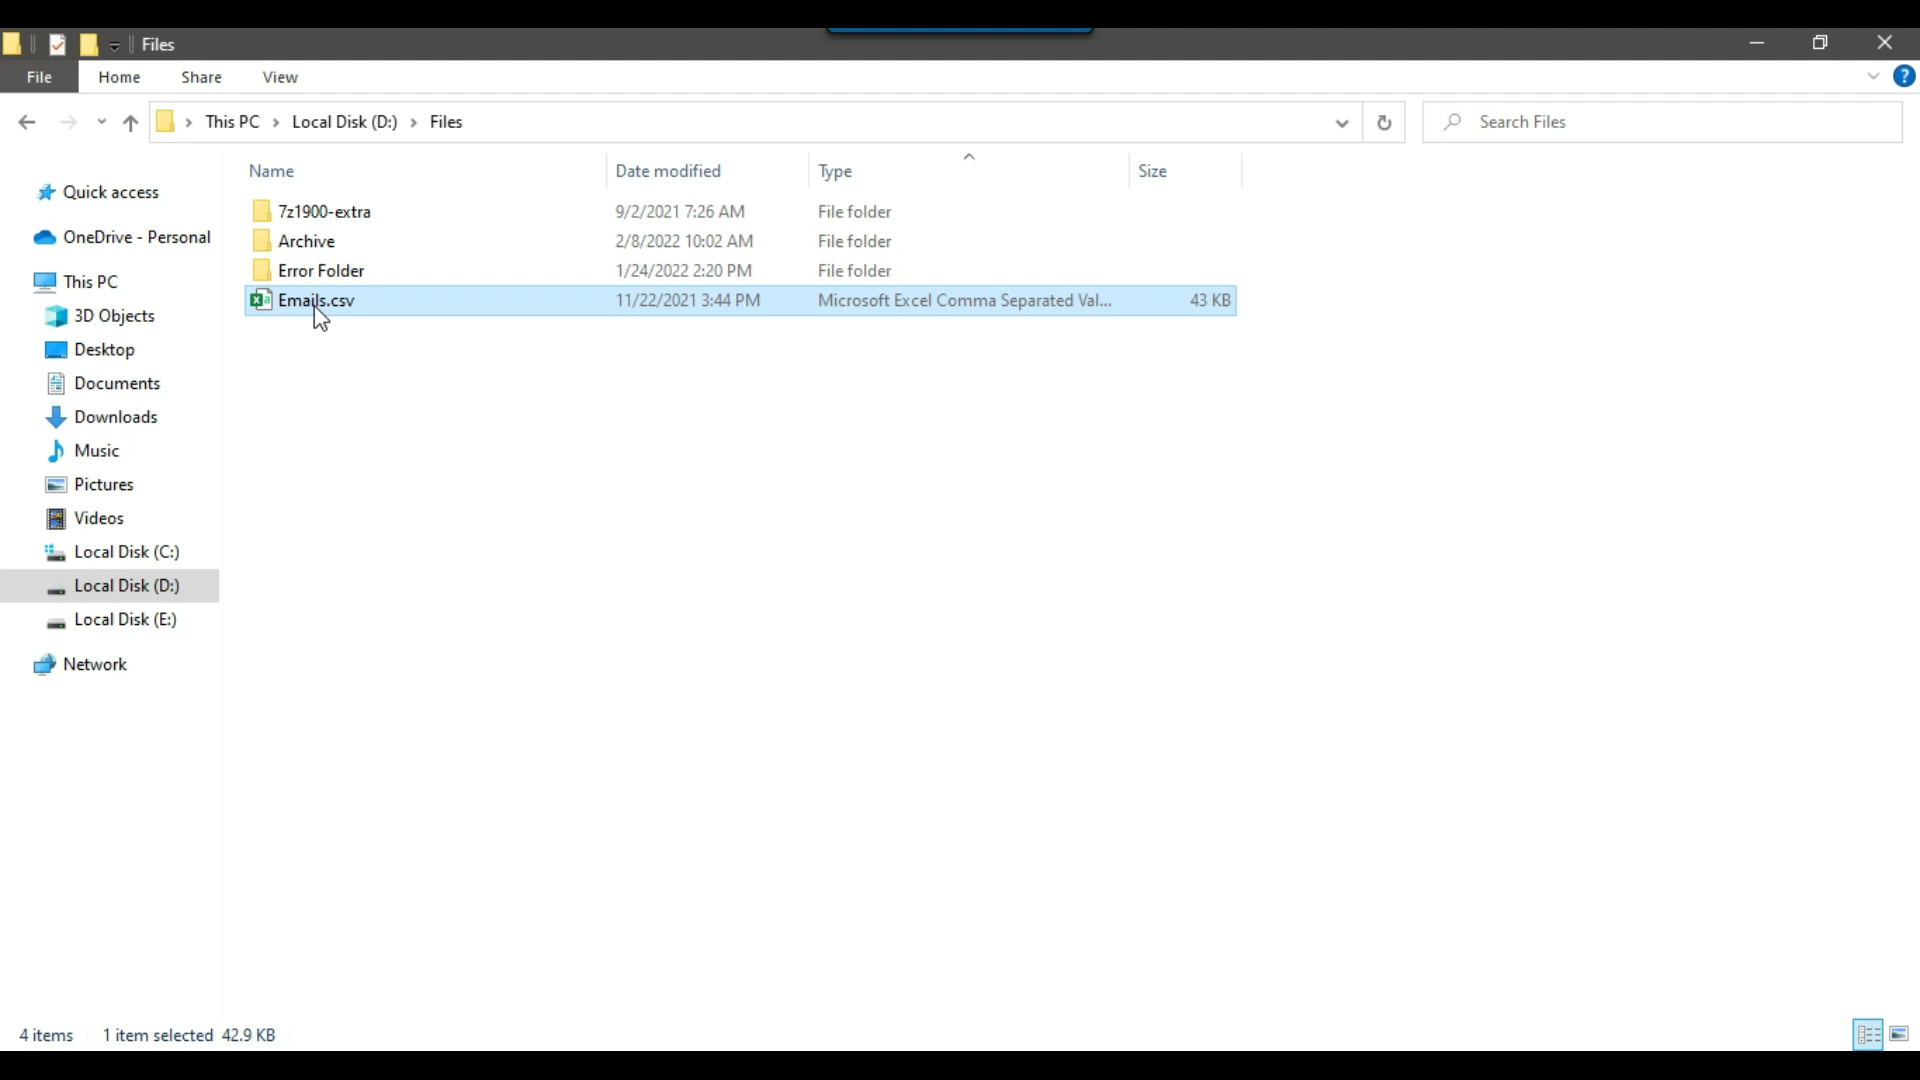 Files
File Home Share View
This PC Local Disk (D:) Files Search Files
Name Date modified Type Size
7z1900-extra 9/2/2021 7:26 AM File folder
Archive 2/8/2022 10:02 AM File folder
Error Folder 1/24/2022 2:20 PM File folder
Emails.csv 11/22/2021 3:44 PM Microsoft Excel Comma Separated Val... 43 KB
Quick access
OneDrive - Personal
This PC
3D Objects
Desktop
Documents
Downloads
Music
Pictures
Videos
Local Disk (C:)
Local Disk (D:)
Local Disk (E:)
Network
4 items 1 item selected 42.9 KB